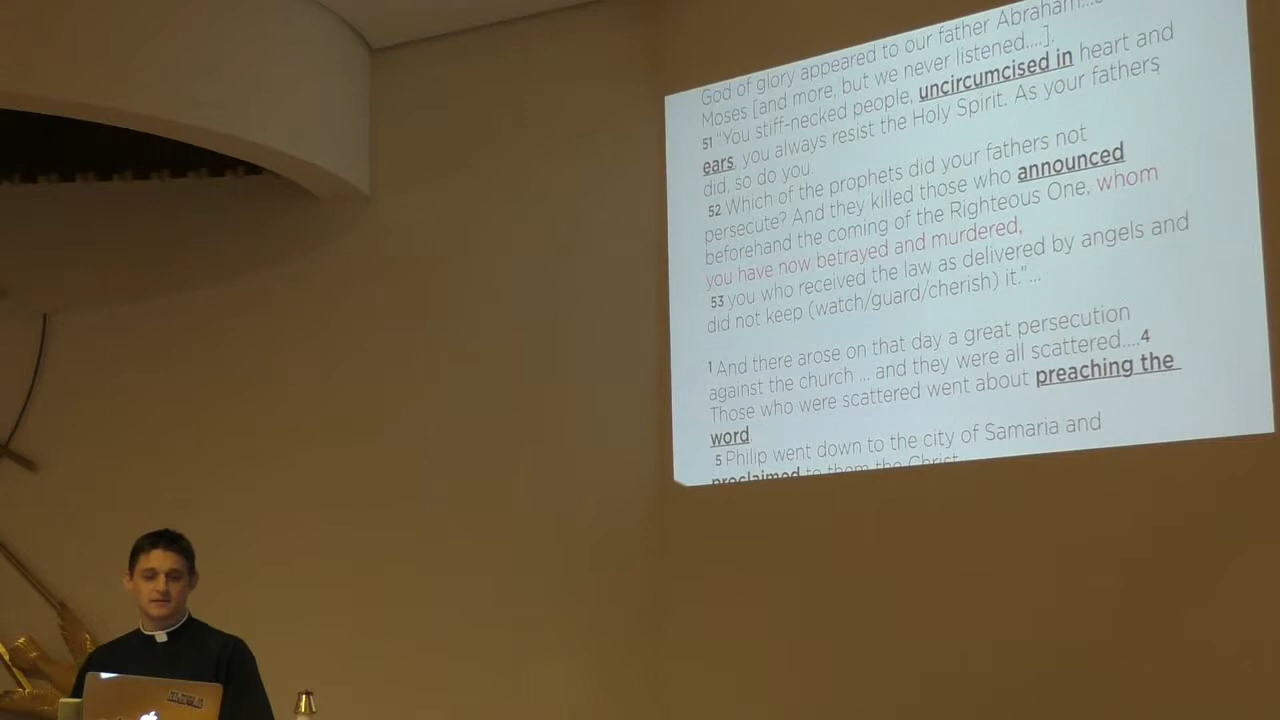 God of glory appeared to our father Abraham...
Moses [and more, but we never listened....].
51 "You stiff-necked people, uncircumcised in heart and
ears, you always resist the Holy Spirit. As your fathers
did, so do you.
52 Which of the prophets did your fathers not
persecute? And they killed those who announced
beforehand the coming of the Righteous One, whom
you have now betrayed and murdered,
53 you who received the law as delivered by angels and
did not keep (watch/guard/cherish) it."...
1 And there arose on that day a great persecution
against the church ... and they were all scattered....4
Those who were scattered went about preaching the
word.
5 Philip went down to the city of Samaria and
proclaimed to them the Christ